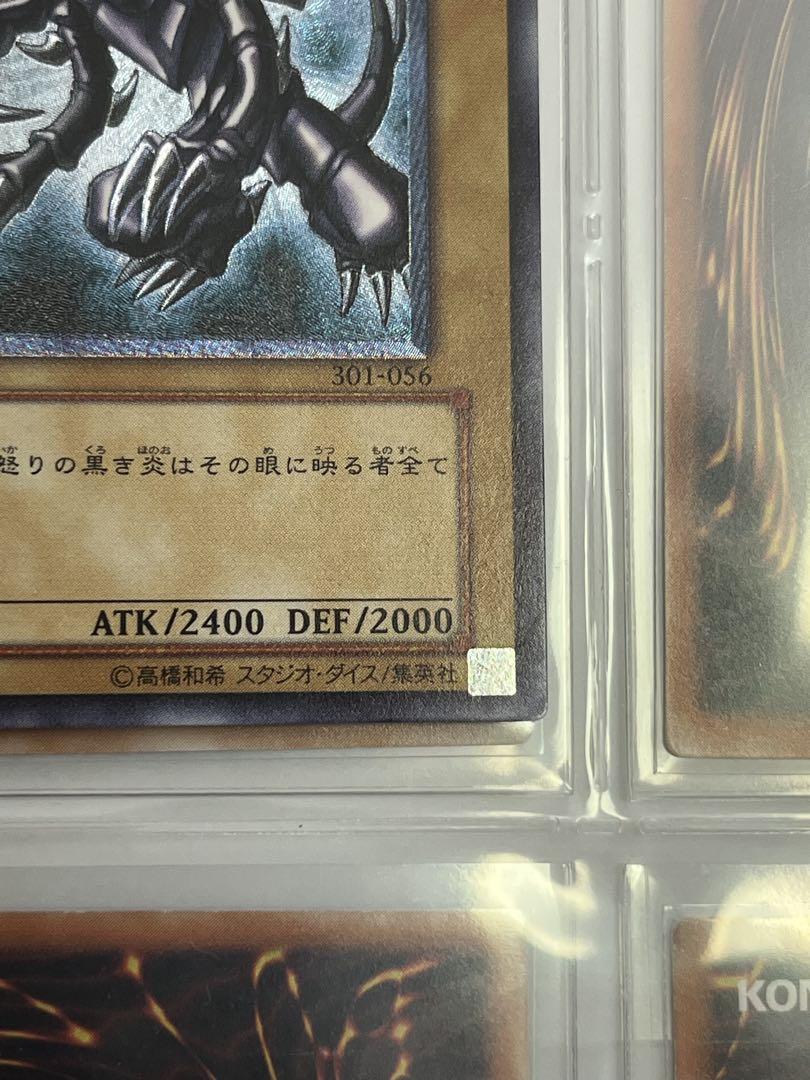 301-056
怒りの黒き炎はその眼に映る者全て
ATK/2400 DEF/2000
©高橋和希 スタジオ・ダイス/集英社